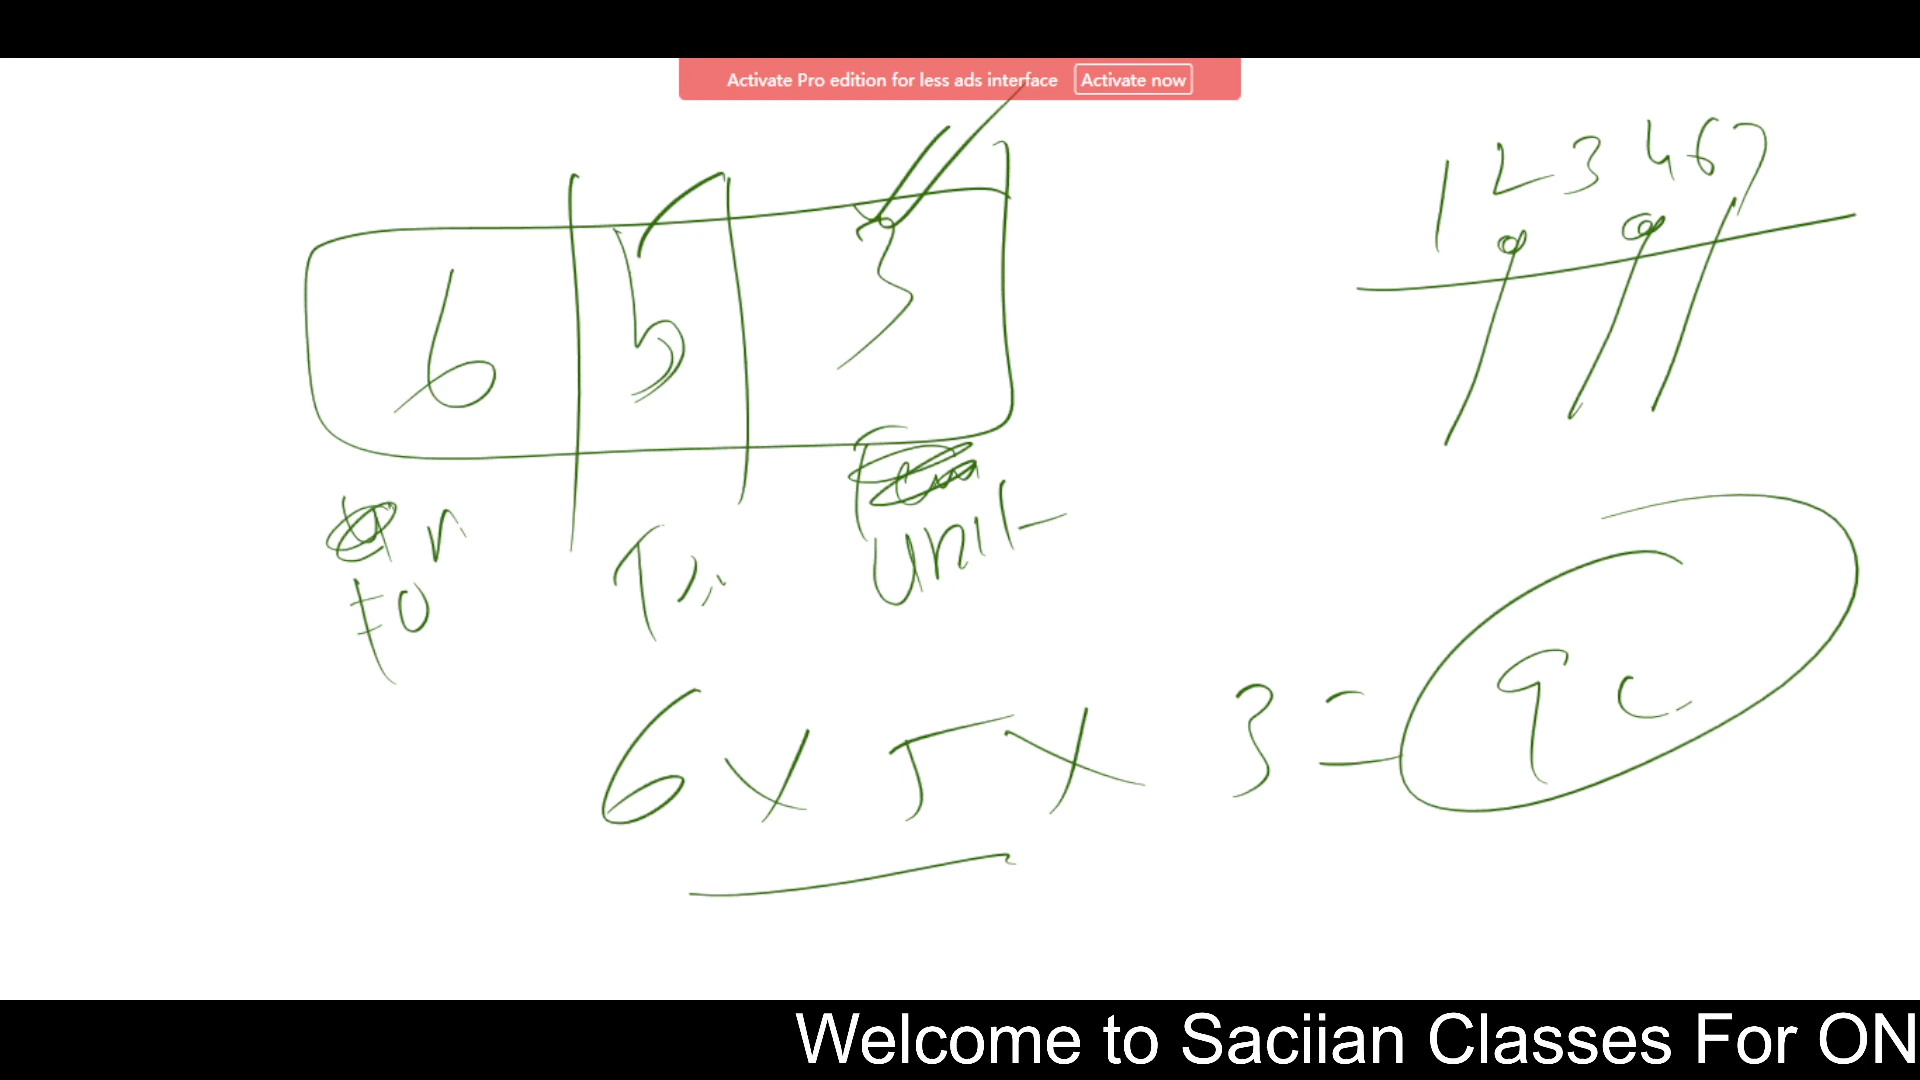 Activate Pro edition for less ads interface Activate now
1 2 3 4 6 7
6 5 3
unit
6 x 5 x 3 =
Welcome to Saciian Classes For ON